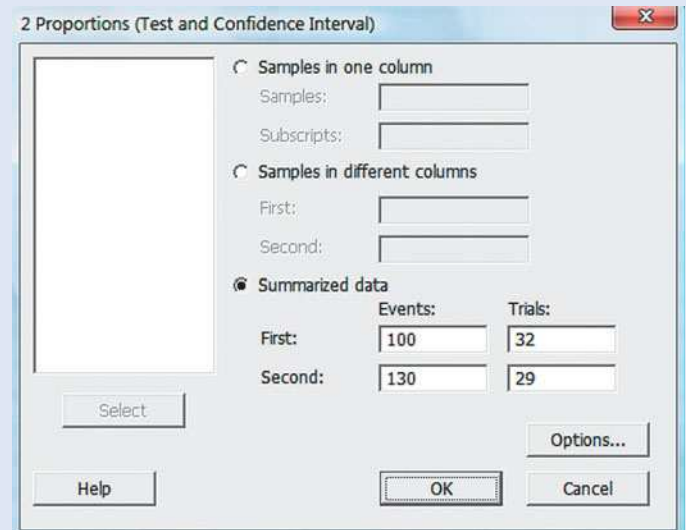 2 Proportions (Test and Confidence Interval)
Samples in one column
Samples:
Subscripts:
Samples in different columns
First:
Second:
Summarized data
Events: Trials:
First: 100 32
Second: 130 29
Select
Options...
Help OK Cancel